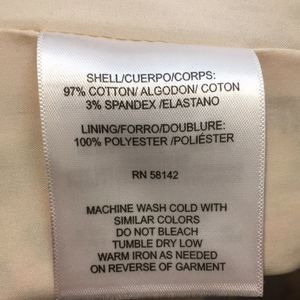 SHELL/CUERPO/CORPS:
97% COTTON/ ALGODON/ COTON
3% SPANDEX /ELASTANO
LINING/FORRO/DOUBLURE:
100% POLYESTER /POLIÉSTER
RN 58142
MACHINE WASH COLD WITH
SIMILAR COLORS
DO NOT BLEACH
TUMBLE DRY LOW
WARM IRON AS NEEDED
ON REVERSE OF GARMENT